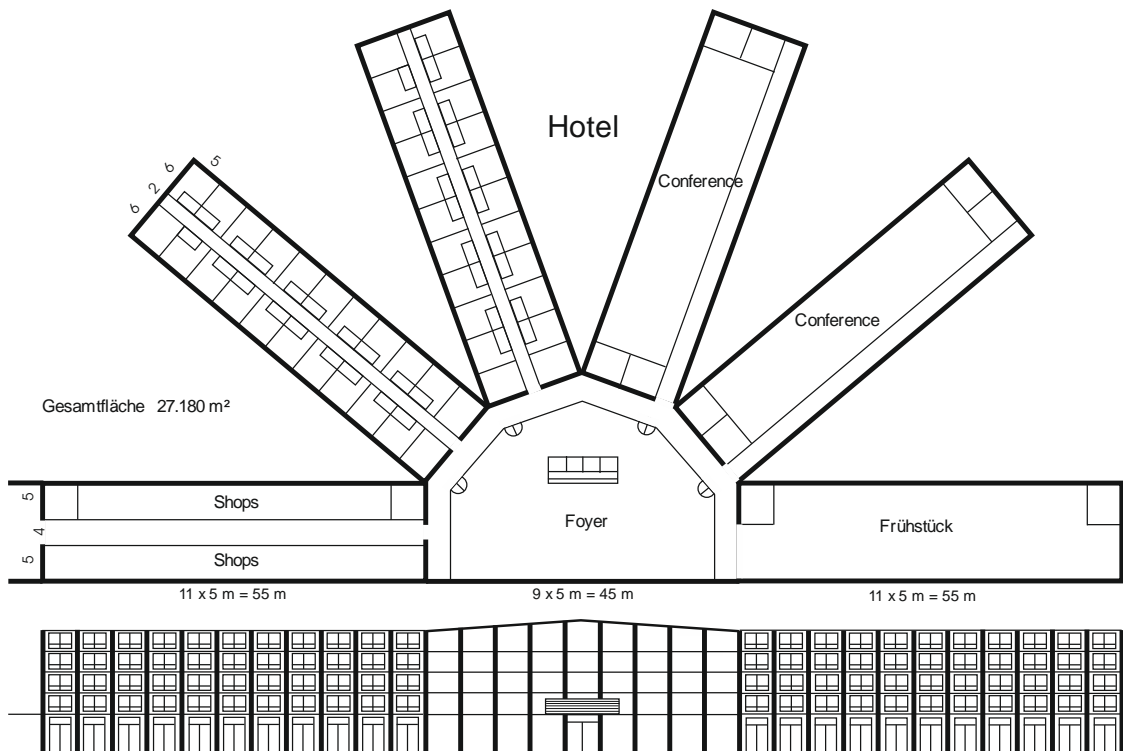 Hotel
6 2 6 5
Conference
Conference
Gesamtfläche 27.180 m²
5
4
5
Shops
Shops
Foyer
Frühstück
11 x 5 m = 55 m
9 x 5 m = 45 m
11 x 5 m = 55 m